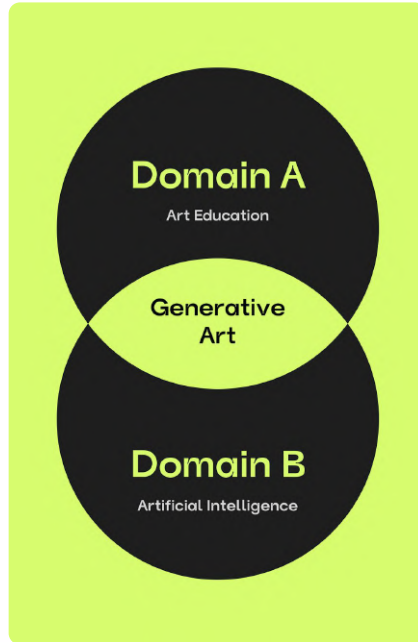 Domain A
Art Education
Generative
Art
Domain B
Artificial Intelligence